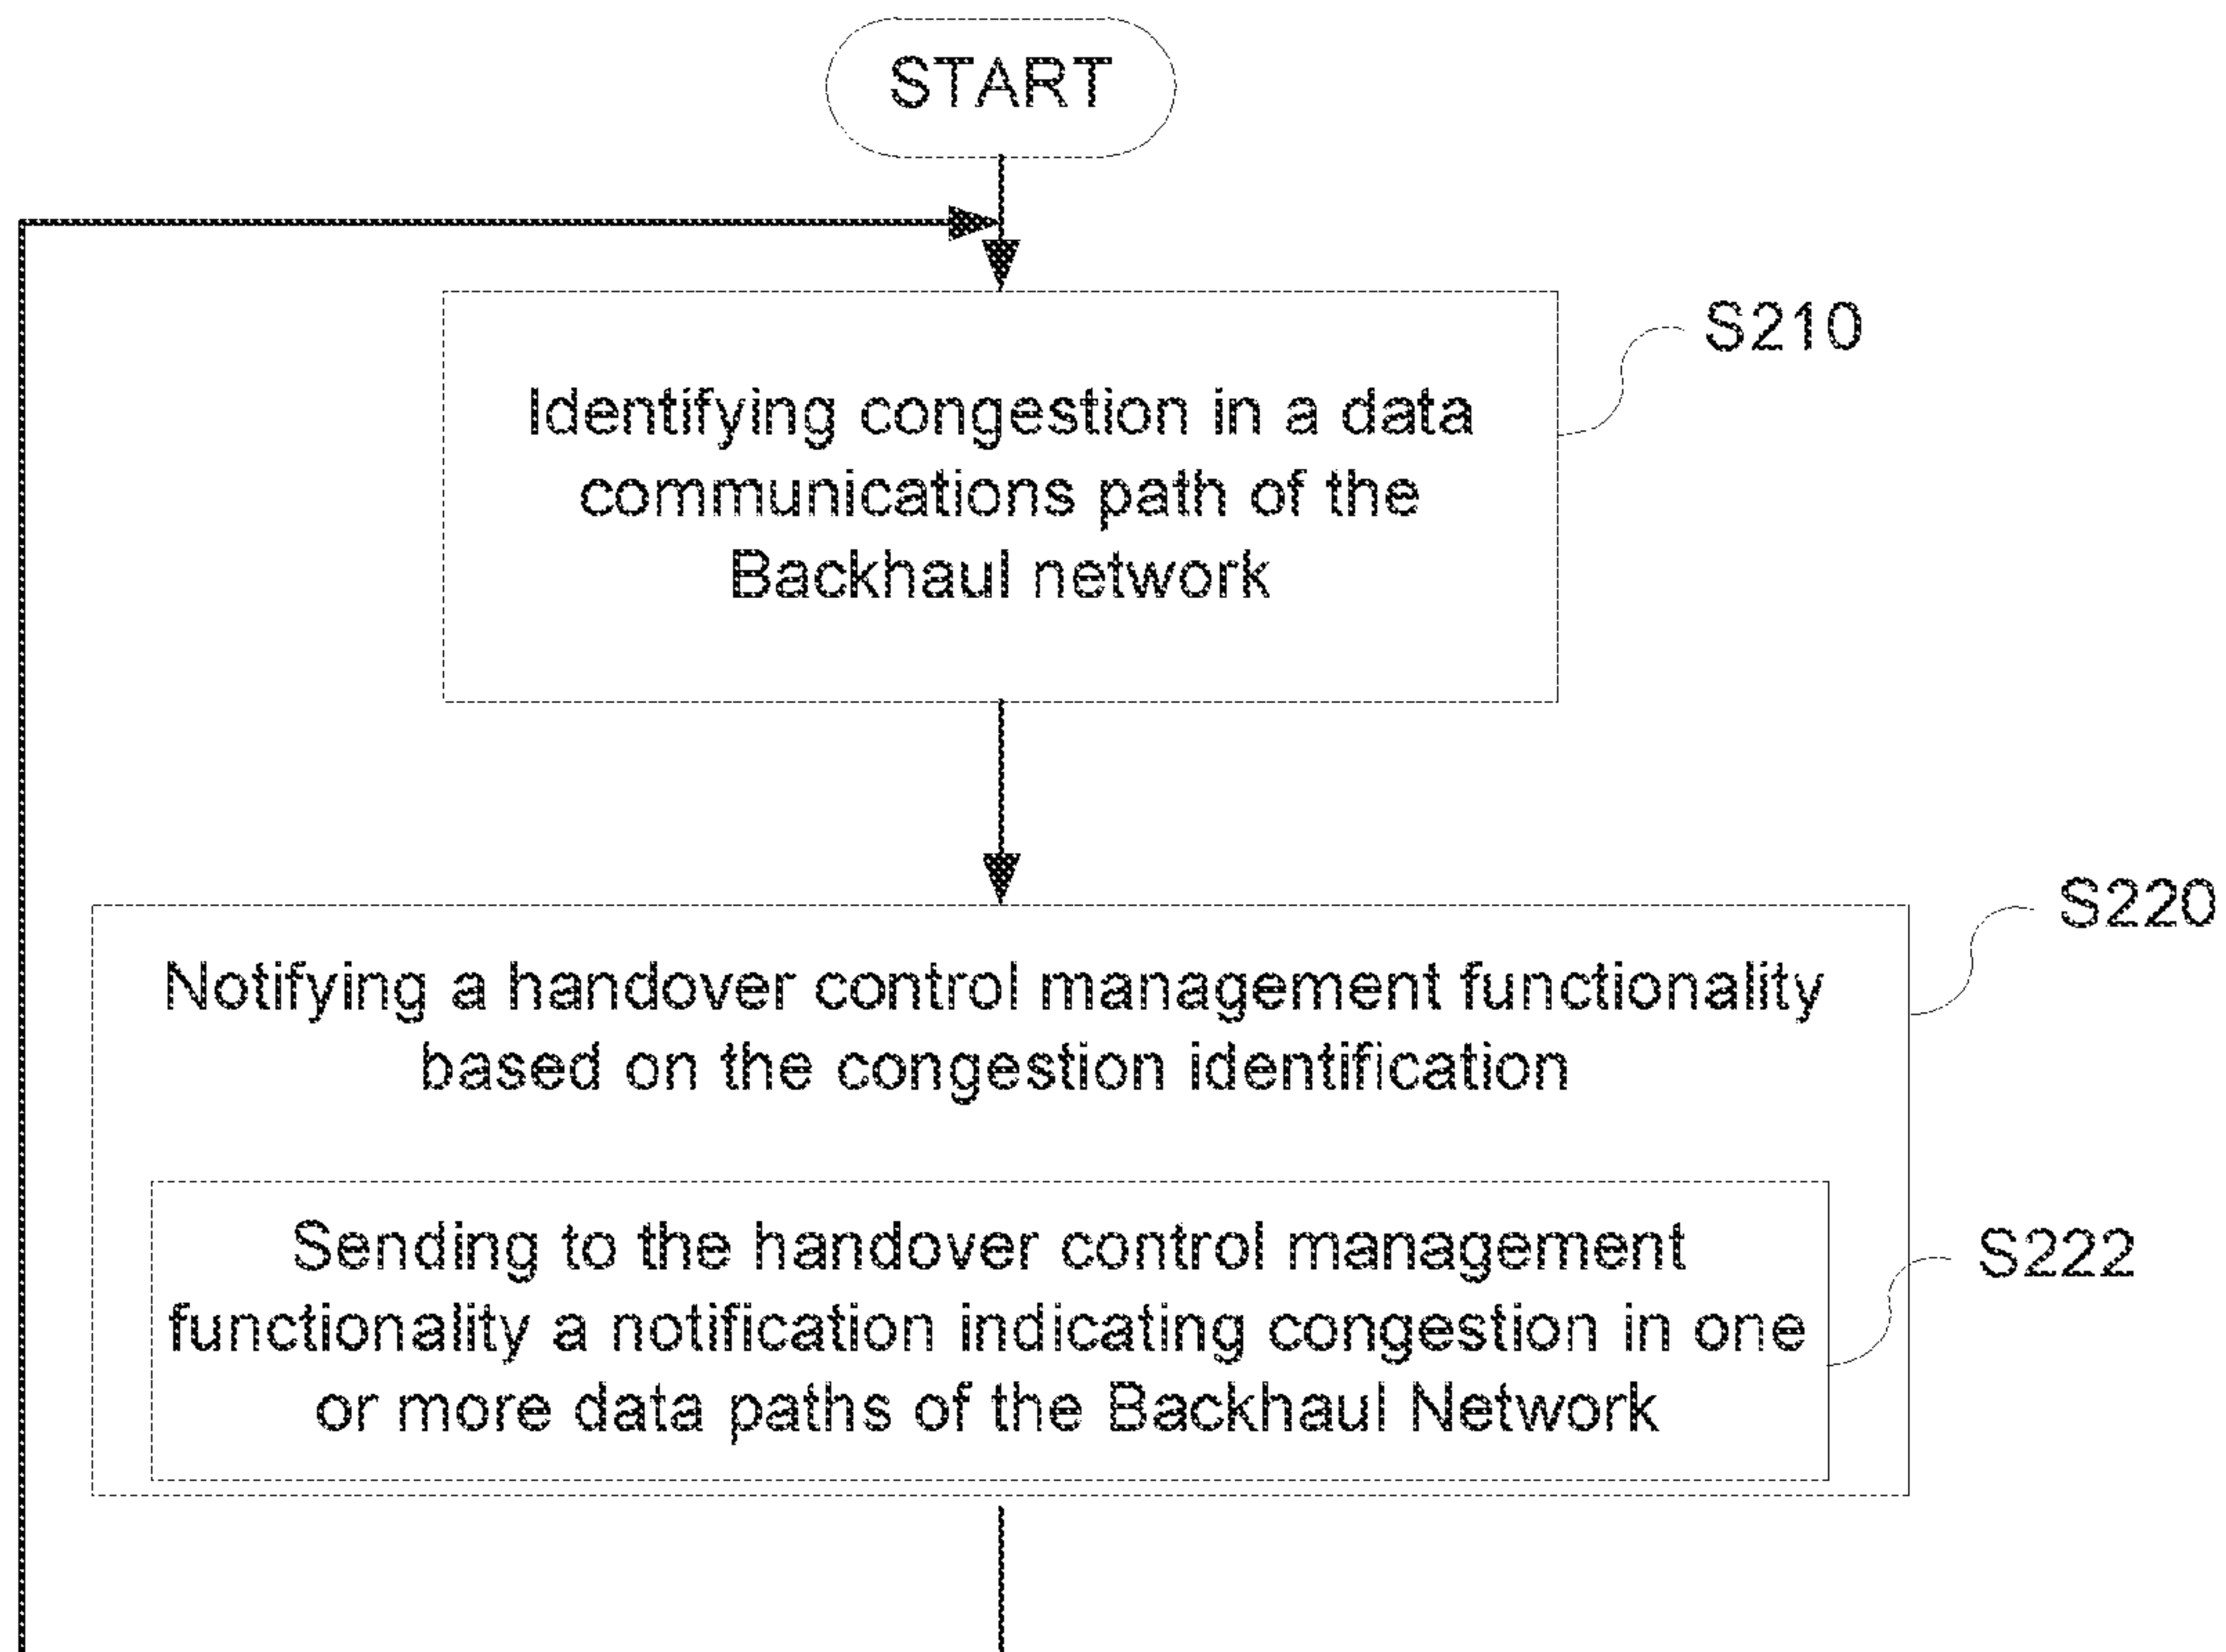 START
S210
Identifying congestion in a data
communications path of the
Backhaul network
S220
Notifying a handover control management functionality
based on the congestion identification
Sending to the handover control management
S222
functionality a notification indicating congestion in one
or more data paths of the Backhaul Network